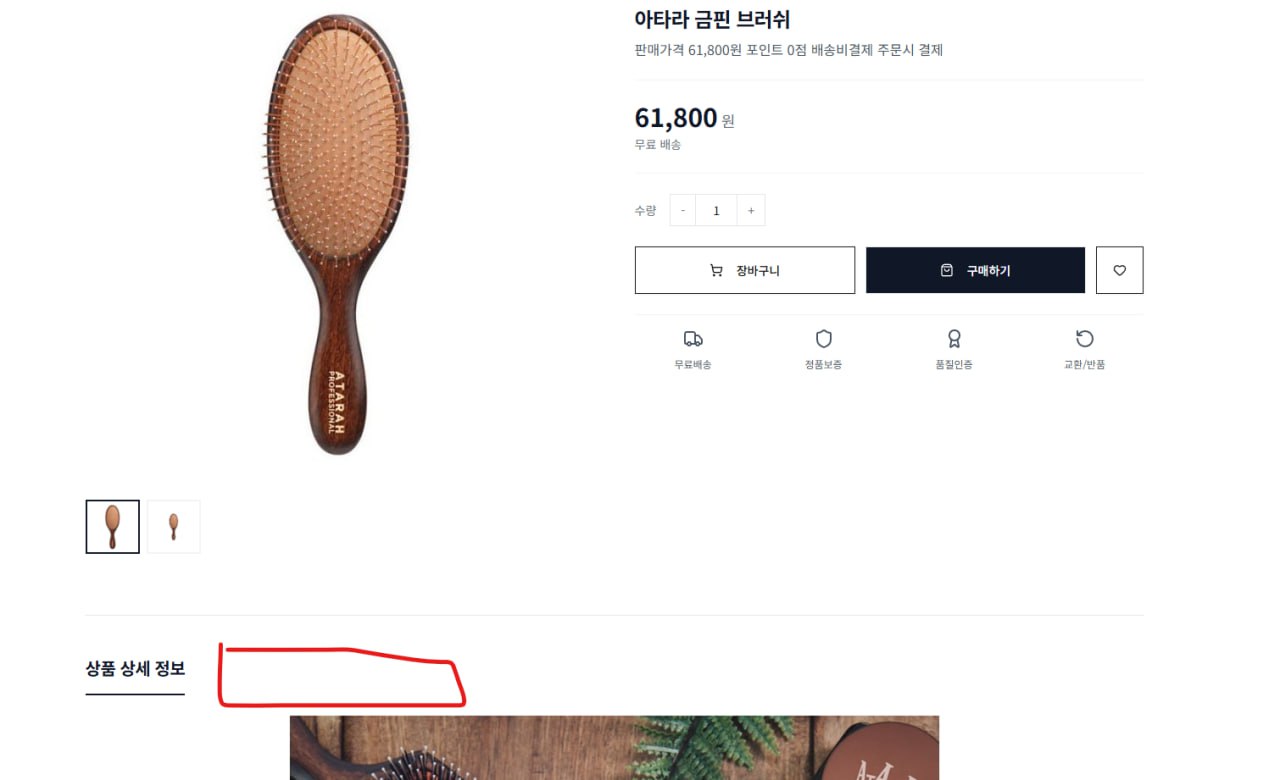 아타라 금핀 브러쉬
판매가격 61,800원 포인트 0점 배송비결제 주문시 결제
61,800 원
무료 배송
수량 - 1 +
장바구니 구매하기
무료배송 정품보증 품질인증 교환/반품
ATARAH
PROFESSIONAL
상품 상세 정보